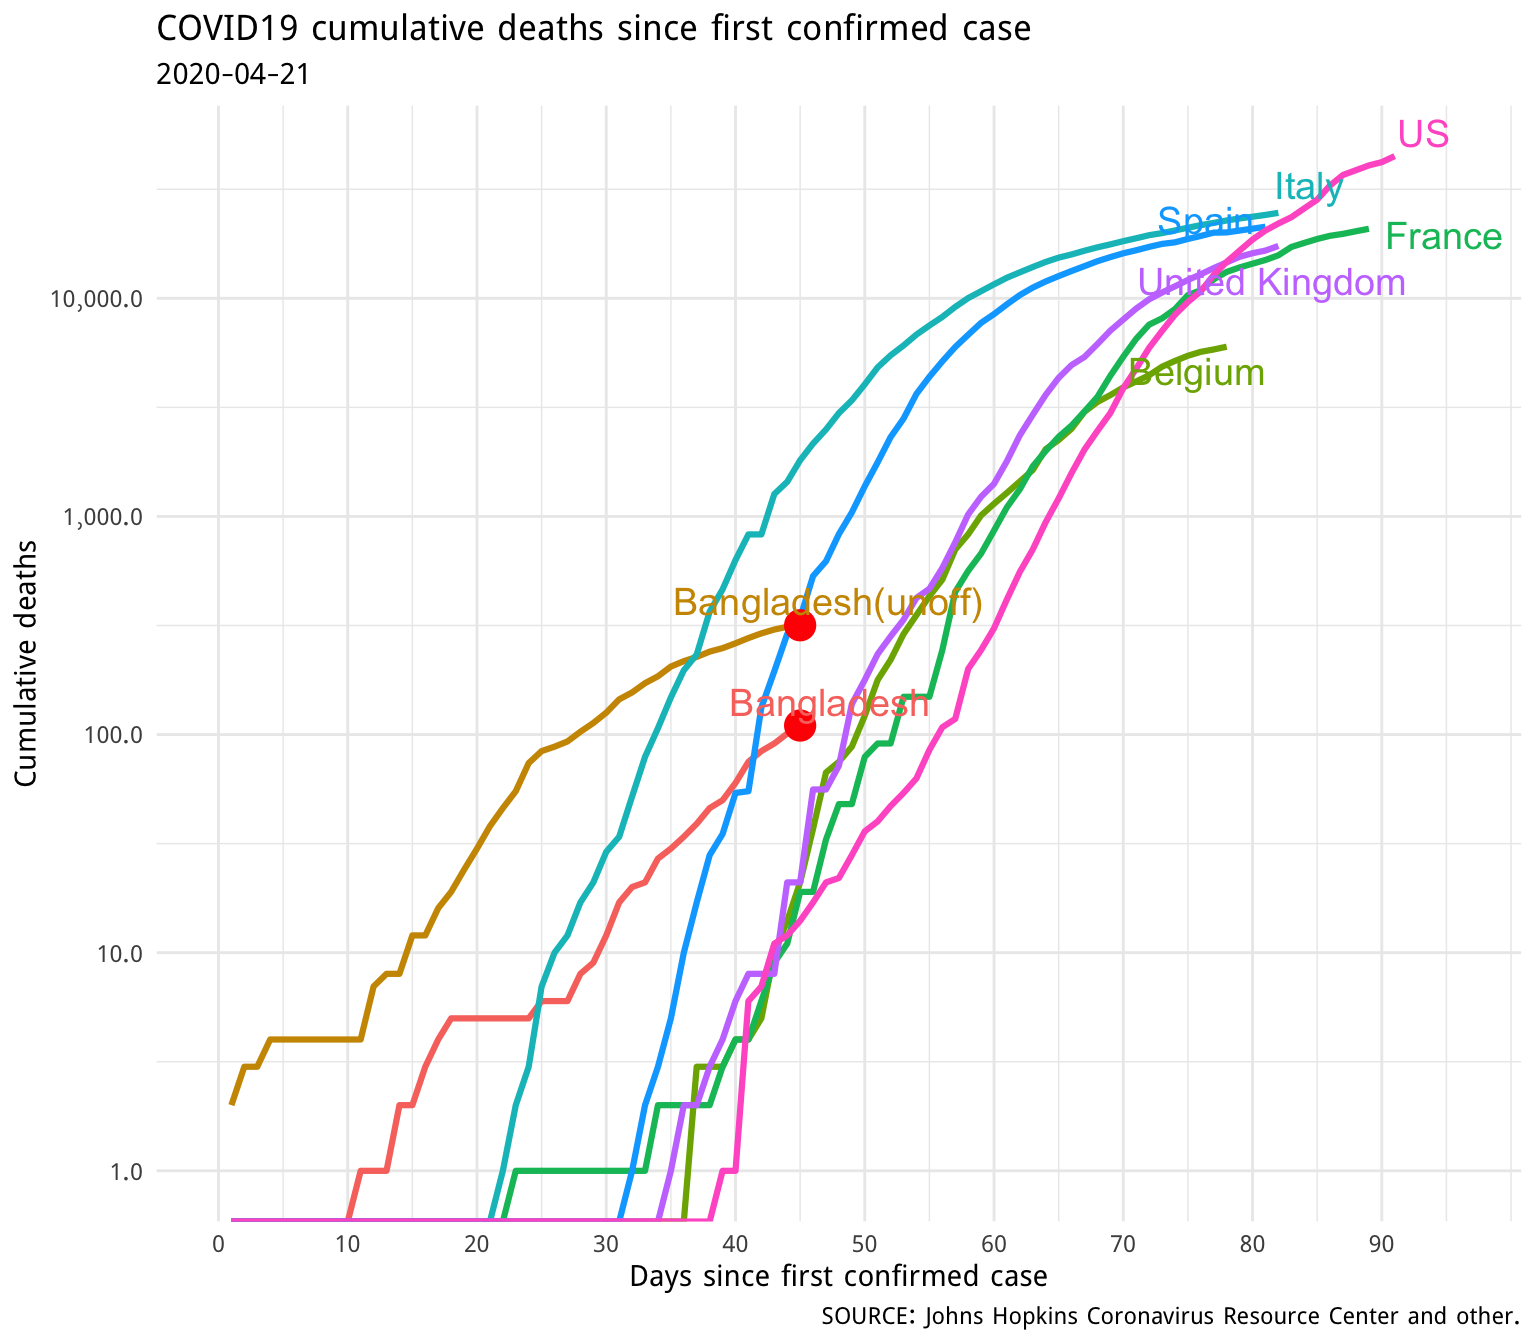 COVID19 cumulative deaths since first confirmed case
2020-04-21
US
Italy
Spain
France
United Kingdom
10,000.0
Belgium
1,000.0
Bangladesh(unoff)
Bangladesh
100.0
10.0
1.0
Cumulative deaths
0 10 20 30 40 50 60 70 80 90
Days since first confirmed case
SOURCE: Johns Hopkins Coronavirus Resource Center and other.